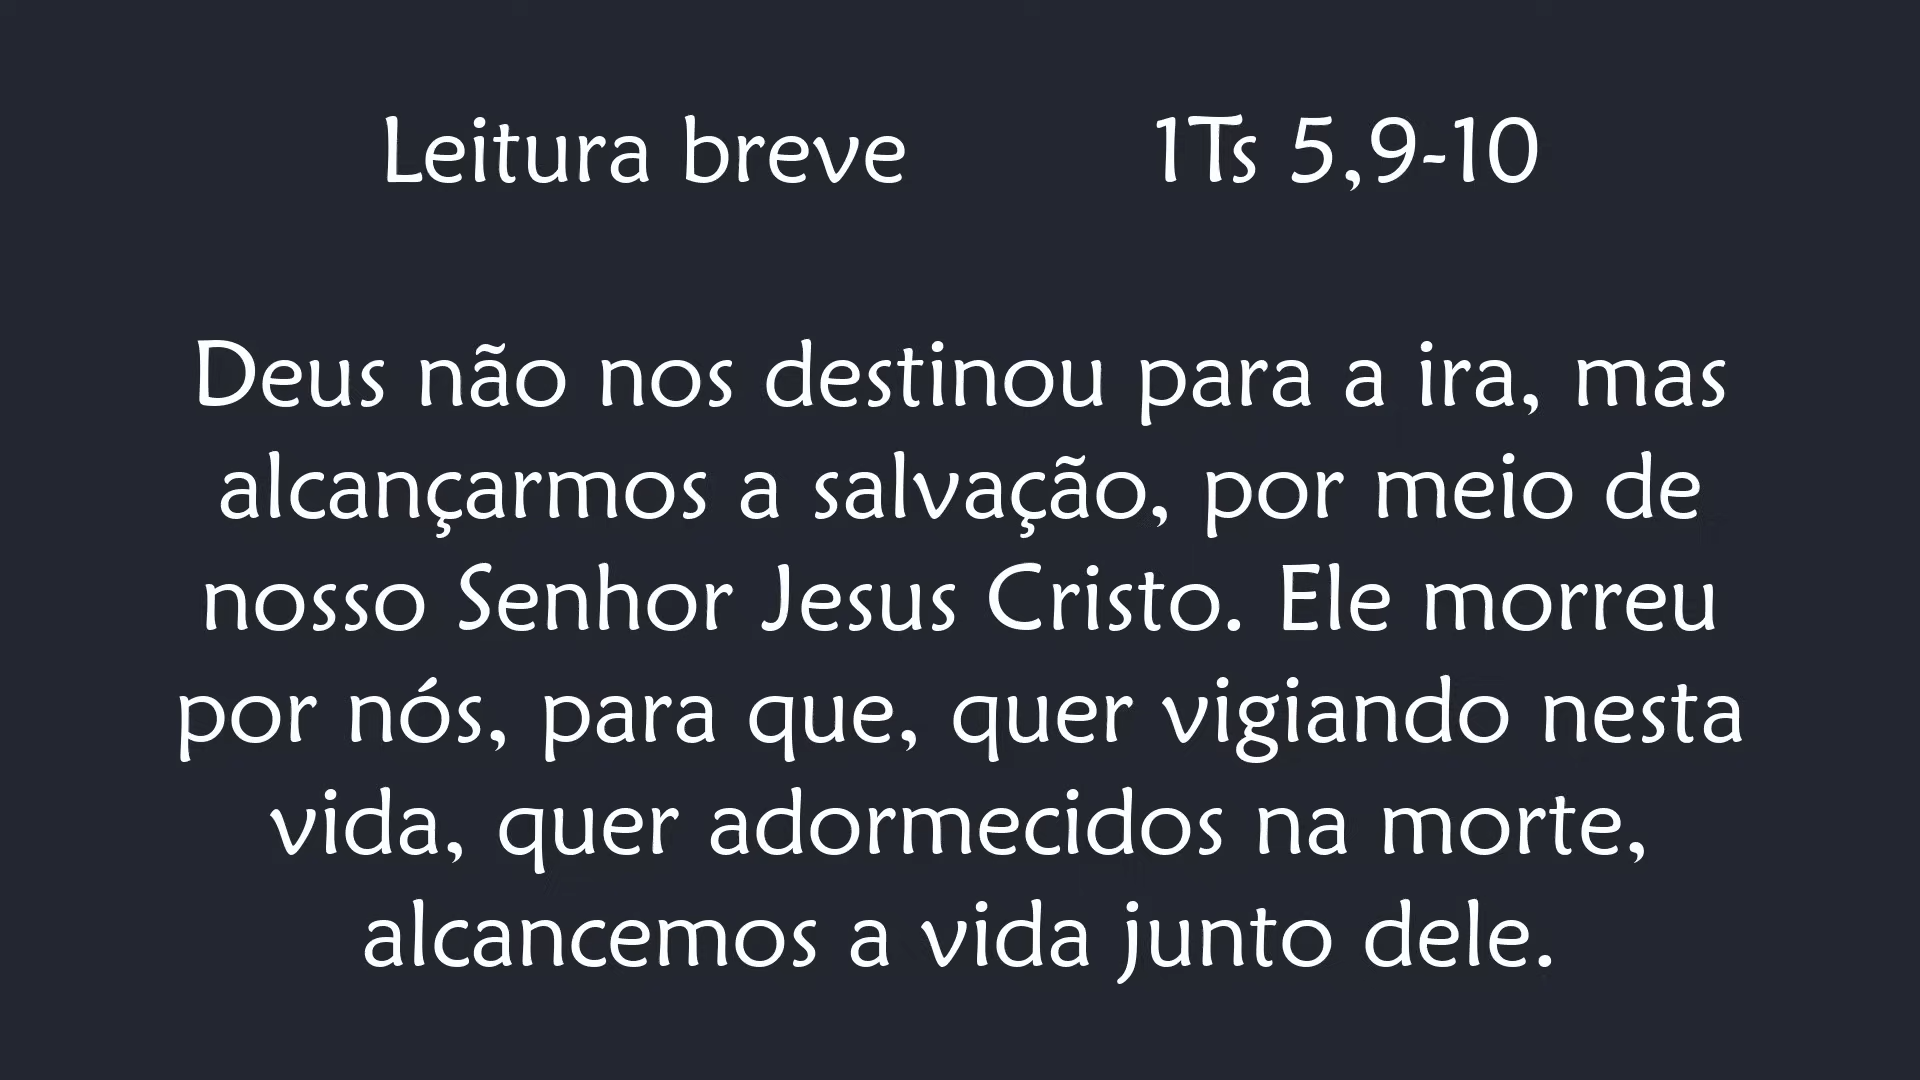 Leitura breve 1Ts 5,9-10
Deus não nos destinou para a ira, mas
alcançarmos a salvação, por meio de
nosso Senhor Jesus Cristo. Ele morreu
por nós, para que, quer vigiando nesta
vida, quer adormecidos na morte,
alcancemos a vida junto dele.